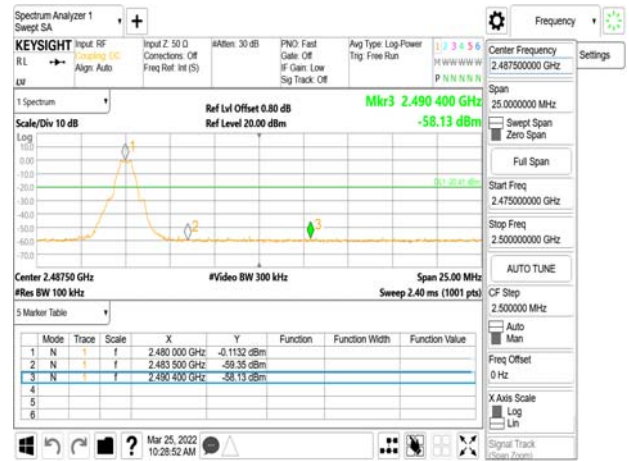 Spectrum Analyzer 1
Swept SA
Frequency
KEYSIGHT
Input: RF
Coupling: DC
Align: Auto
Input Z: 50 Ω
Corrections: Off
Freq Ref: Int (S)
#Atten: 30 dB
PNO: Fast
Gate: Off
IF Gain: Low
Sig Track: Off
Avg Type: Log-Power
Trig: Free Run
1 2 3 4 5 6
M W W W W W
P N N N N N
RL
Center Frequency
2.487500000 GHz
Settings
1 Spectrum
Ref Lvl Offset 0.80 dB
Mkr3 2.490 400 GHz
Scale/Div 10 dB
Ref Level 20.00 dBm
-58.13 dBm
Log
10.0
0.00
-10.0
-20.0
-30.0
-40.0
-50.0
-60.0
-70.0
1
2
3
Center 2.48750 GHz
#Video BW 300 kHz
Span 25.00 MHz
#Res BW 100 kHz
Sweep 2.40 ms (1001 pts)
Span
25.0000000 MHz
Swept Span
Zero Span
Full Span
Start Freq
2.475000000 GHz
Stop Freq
2.500000000 GHz
AUTO TUNE
CF Step
2.500000 MHz
Auto
Man
Freq Offset
0 Hz
X Axis Scale
Log
Lin
Signal Track
(Span Zoom)
5 Marker Table
Mode Trace Scale X Y Function Function Width Function Value
1 N 1 f 2.480 000 GHz -0.1132 dBm
2 N 1 f 2.483 500 GHz -59.35 dBm
3 N 1 f 2.490 400 GHz -58.13 dBm
4
5
6
?
Mar 25, 2022
10:28:52 AM